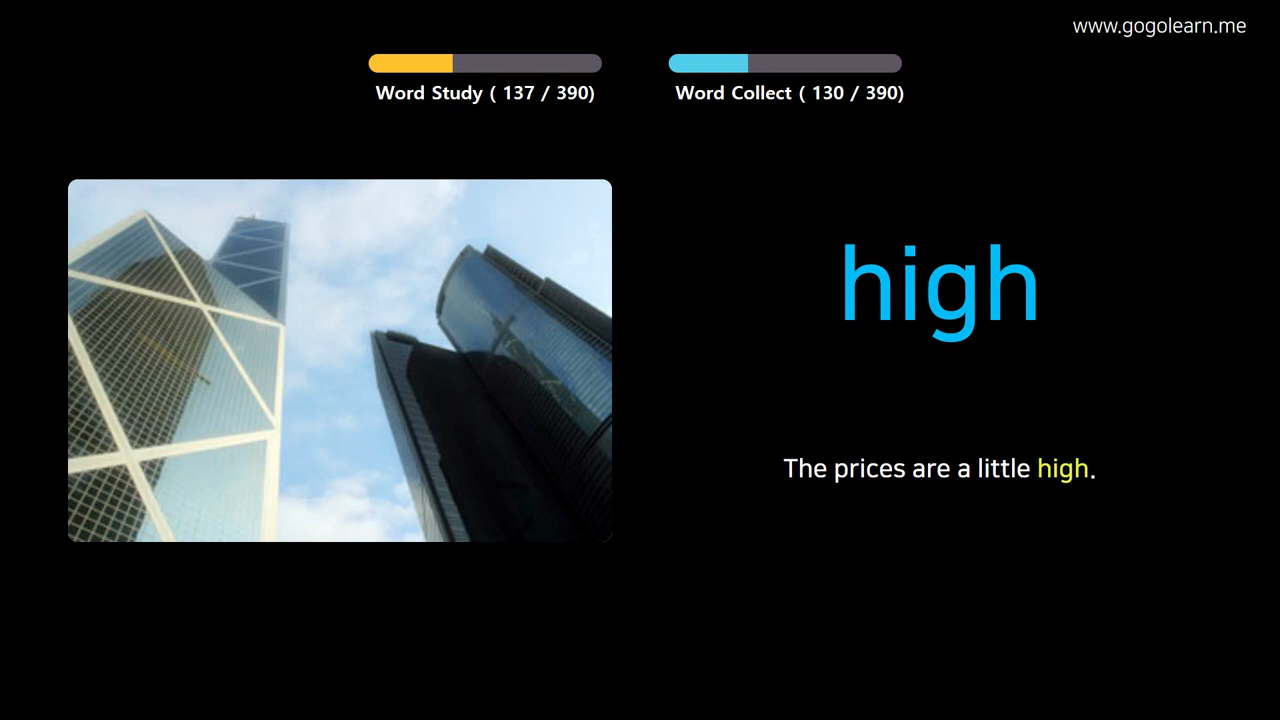 www.gogolearn.me
Word Study ( 137 / 390)
Word Collect ( 130 / 390)
high
The prices are a little high.